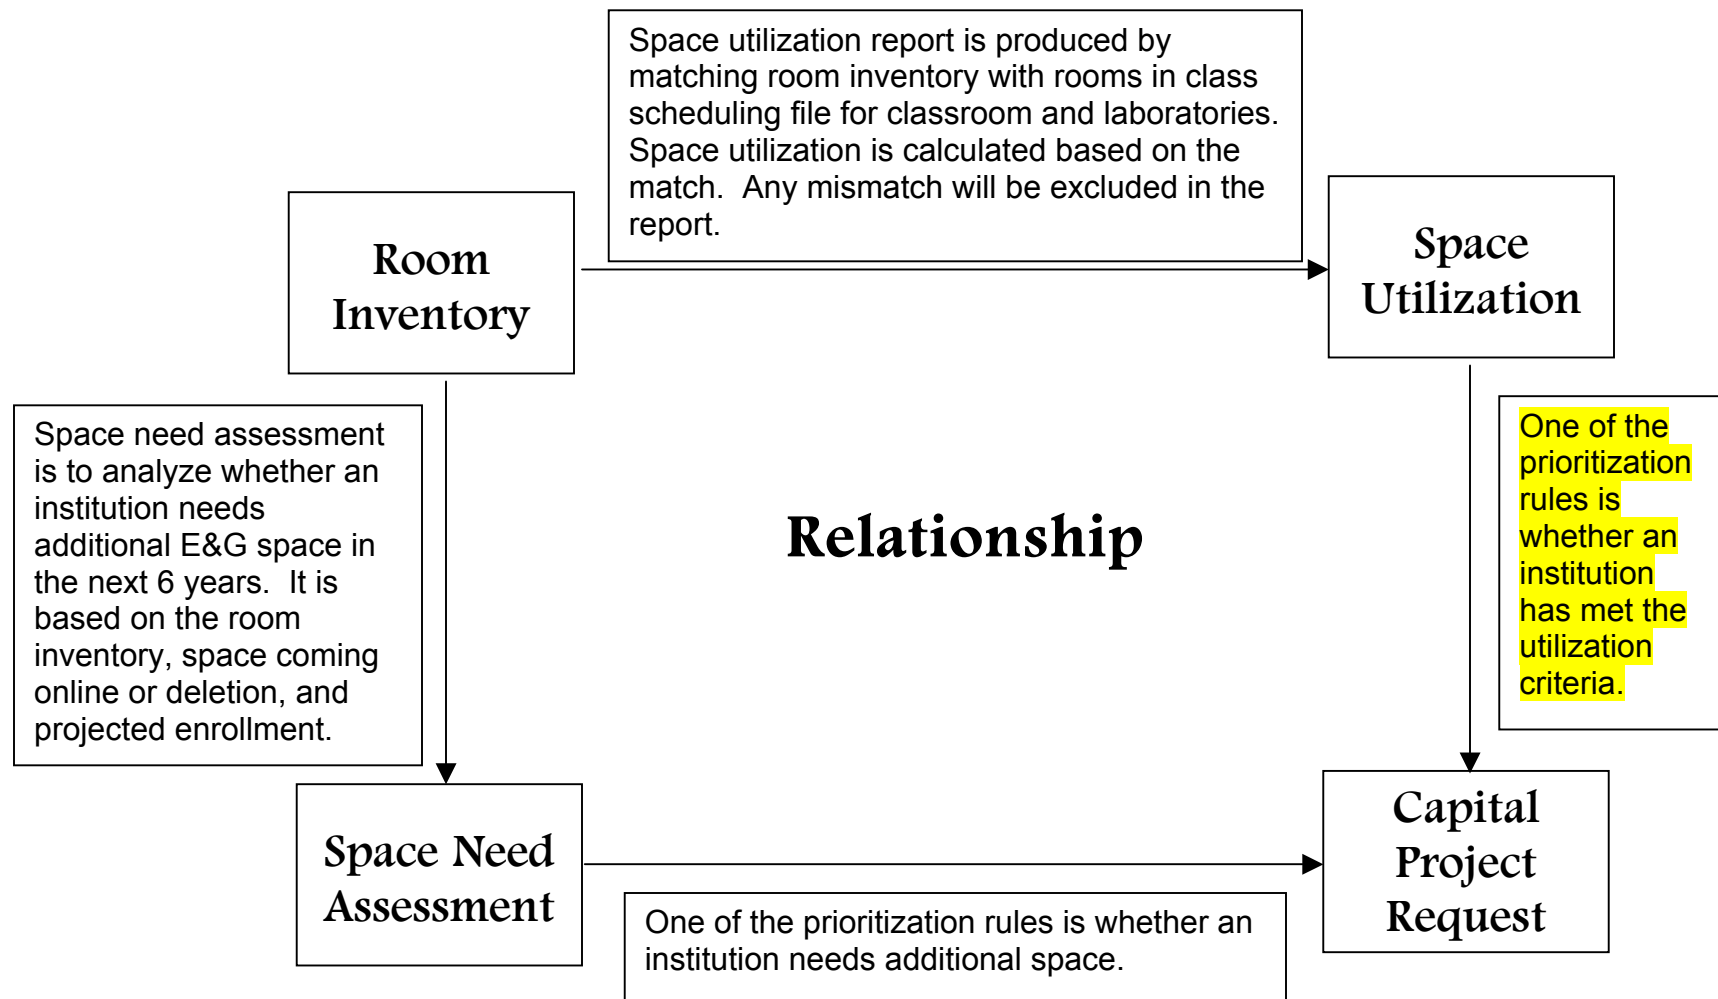 Space utilization report is produced by
matching room inventory with rooms in class
scheduling file for classroom and laboratories.
Space utilization is calculated based on the
match.  Any mismatch will be excluded in the
report.
Room
Inventory
Space
Utilization
Space need assessment
is to analyze whether an
institution needs
additional E&G space in
the next 6 years.  It is
based on the room
inventory, space coming
online or deletion, and
projected enrollment.
Relationship
One of the
prioritization
rules is
whether an
institution
has met the
utilization
criteria.
Space Need
Assessment
One of the prioritization rules is whether an
institution needs additional space.
Capital
Project
Request